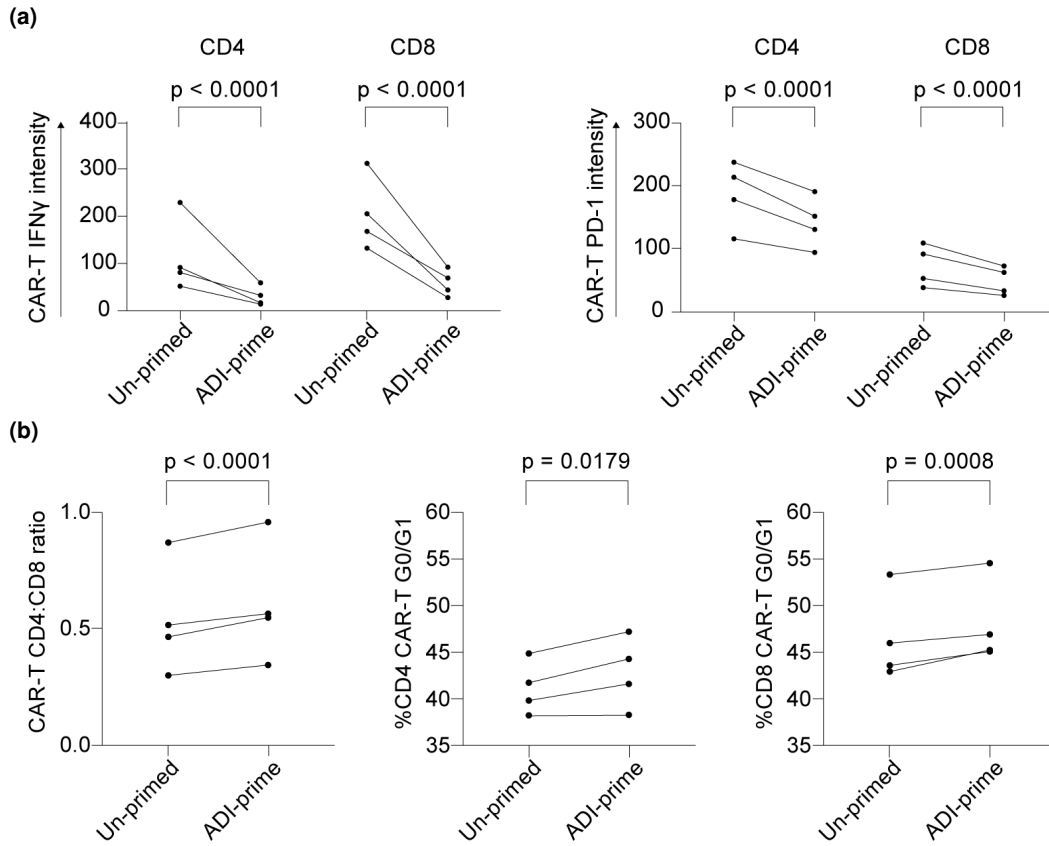 (a)
CD4 CD8
p < 0.0001 p < 0.0001
CAR-T IFNγ intensity
400
300
200
100
0
Un-primed
ADI-prime
Un-primed
ADI-prime
CD4 CD8
p < 0.0001 p < 0.0001
CAR-T PD-1 intensity
300
200
100
0
Un-primed
ADI-prime
Un-primed
ADI-prime
(b)
p < 0.0001
CAR-T CD4:CD8 ratio
1.0
0.5
0.0
Un-primed
ADI-prime
p = 0.0179
%CD4 CAR-T G0/G1
60
55
50
45
40
35
Un-primed
ADI-prime
p = 0.0008
%CD8 CAR-T G0/G1
60
55
50
45
40
35
Un-primed
ADI-prime